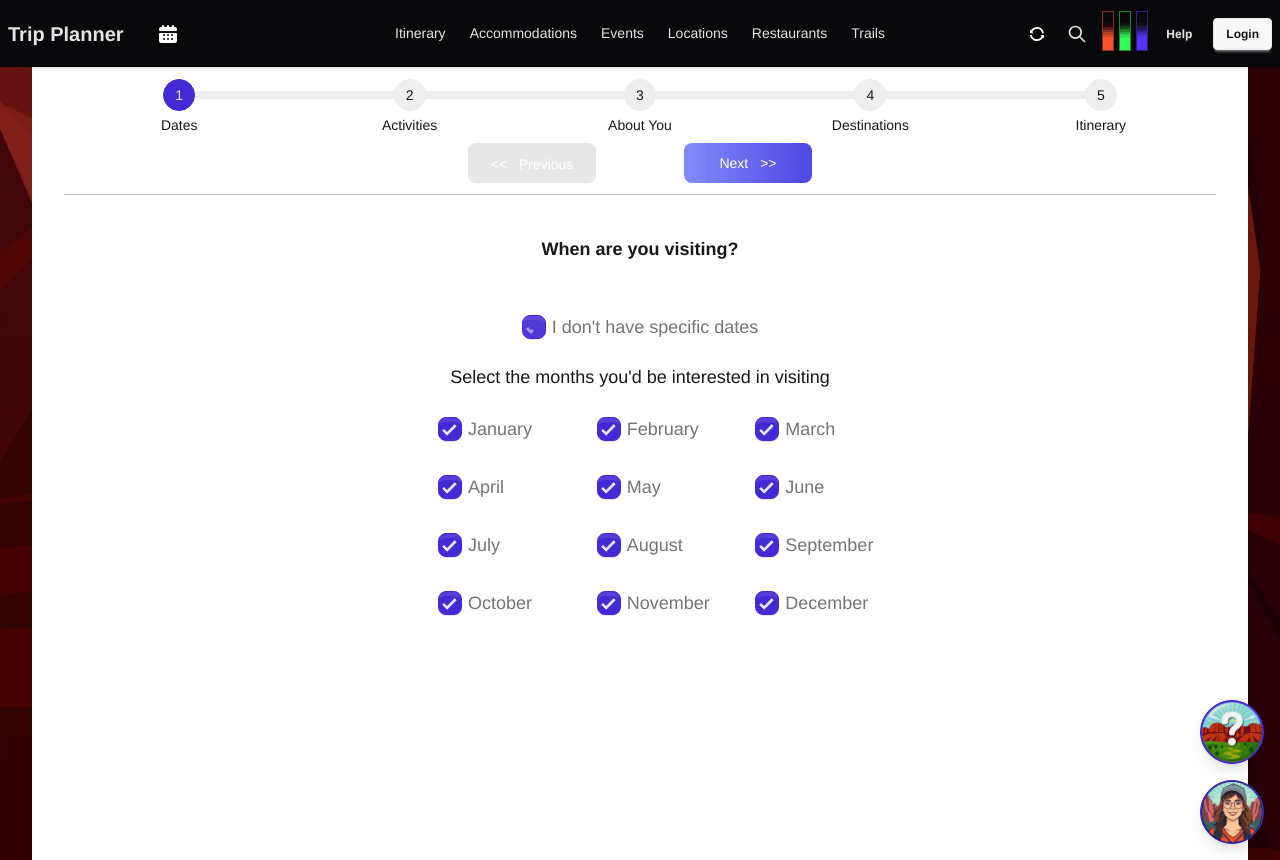 Trip Planner Itinerary Accommodations Events Locations Restaurants Trails Help Login
1 2 3 4 5
Dates Activities About You Destinations Itinerary
<< Previous Next >>
When are you visiting?
I don't have specific dates
Select the months you'd be interested in visiting
January February March
April May June
July August September
October November December
?